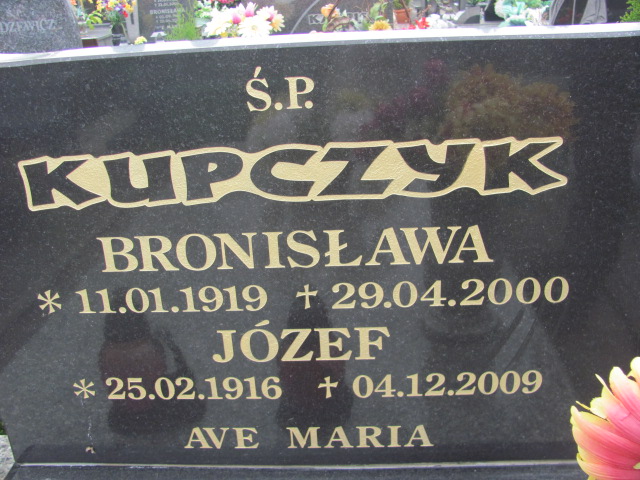 Ś.P.
KUPCZYK
BRONISŁAWA
* 11.01.1919 † 29.04.2000
JÓZEF
* 25.02.1916 † 04.12.2009
AVE MARIA